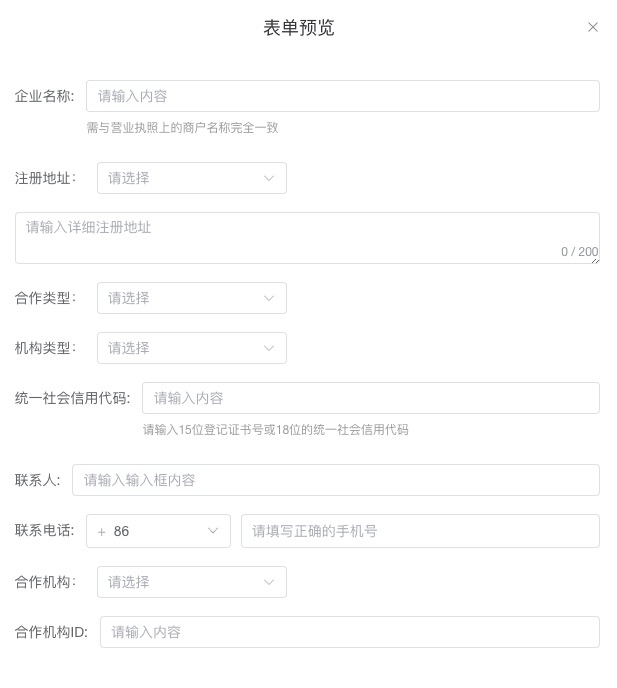 表单预览
企业名称: 请输入内容
需与营业执照上的商户名称完全一致
注册地址: 请选择
请输入详细注册地址
0 / 200
合作类型: 请选择
机构类型: 请选择
统一社会信用代码: 请输入内容
请输入15位登记证书号或18位的统一社会信用代码
联系人: 请输入输入框内容
联系电话: + 86 请填写正确的手机号
合作机构: 请选择
合作机构ID: 请输入内容